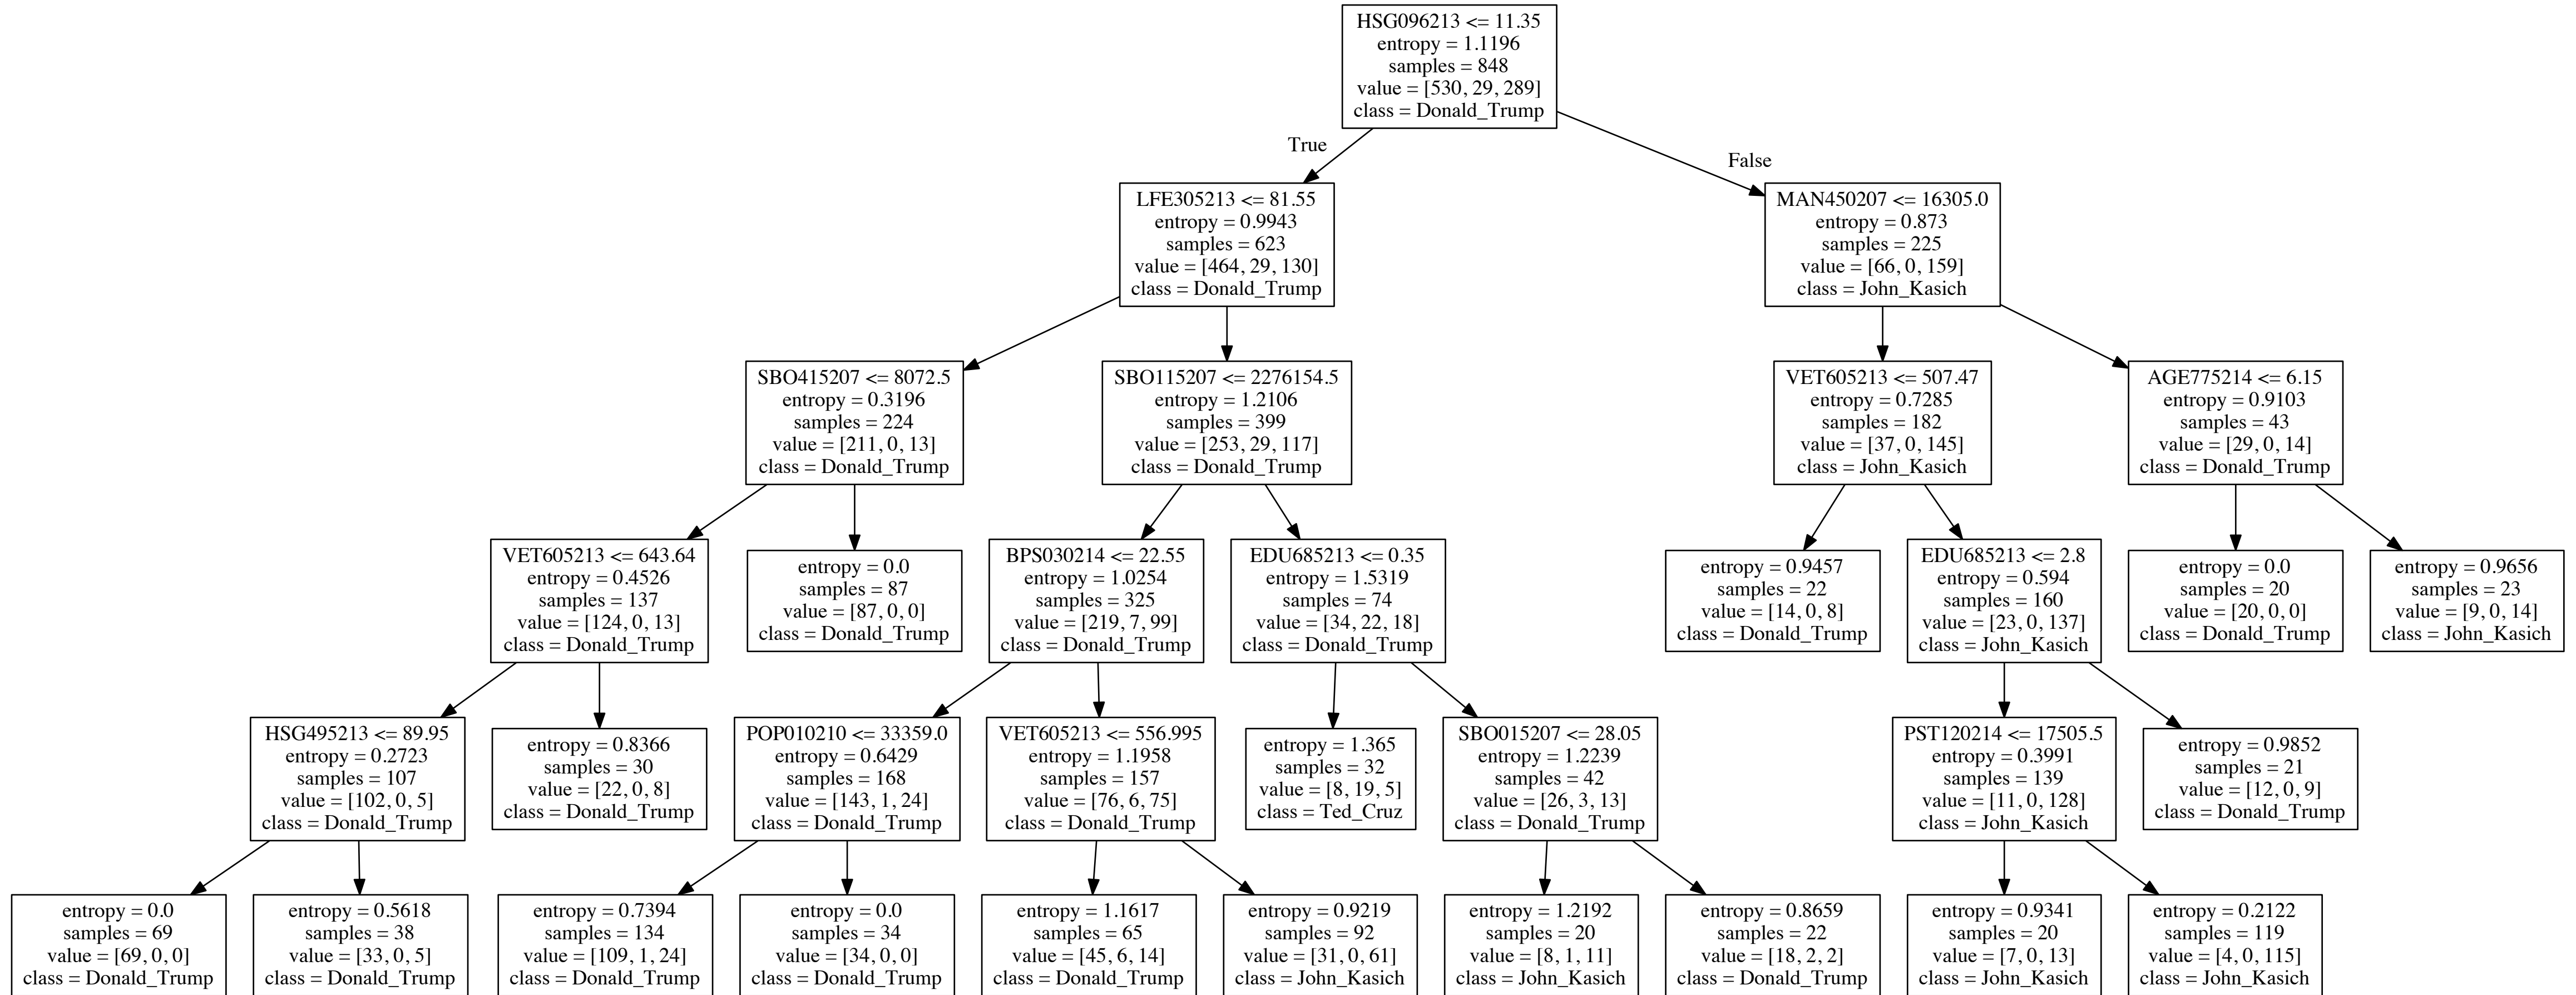 HSG096213 <= 11.35
entropy = 1.1196
samples = 848
value = [530, 29, 289]
class = Donald_Trump
True
False
LFE305213 <= 81.55
entropy = 0.9943
samples = 623
value = [464, 29, 130]
class = Donald_Trump
MAN450207 <= 16305.0
entropy = 0.873
samples = 225
value = [66, 0, 159]
class = John_Kasich
SBO415207 <= 8072.5
entropy = 0.3196
samples = 224
value = [211, 0, 13]
class = Donald_Trump
SBO115207 <= 2276154.5
entropy = 1.2106
samples = 399
value = [253, 29, 117]
class = Donald_Trump
VET605213 <= 507.47
entropy = 0.7285
samples = 182
value = [37, 0, 145]
class = John_Kasich
AGE775214 <= 6.15
entropy = 0.9103
samples = 43
value = [29, 0, 14]
class = Donald_Trump
VET605213 <= 643.64
entropy = 0.4526
samples = 137
value = [124, 0, 13]
class = Donald_Trump
entropy = 0.0
samples = 87
value = [87, 0, 0]
class = Donald_Trump
BPS030214 <= 22.55
entropy = 1.0254
samples = 325
value = [219, 7, 99]
class = Donald_Trump
EDU685213 <= 0.35
entropy = 1.5319
samples = 74
value = [34, 22, 18]
class = Donald_Trump
entropy = 0.9457
samples = 22
value = [14, 0, 8]
class = Donald_Trump
EDU685213 <= 2.8
entropy = 0.594
samples = 160
value = [23, 0, 137]
class = John_Kasich
entropy = 0.0
samples = 20
value = [20, 0, 0]
class = Donald_Trump
entropy = 0.9656
samples = 23
value = [9, 0, 14]
class = John_Kasich
HSG495213 <= 89.95
entropy = 0.2723
samples = 107
value = [102, 0, 5]
class = Donald_Trump
entropy = 0.8366
samples = 30
value = [22, 0, 8]
class = Donald_Trump
POP010210 <= 33359.0
entropy = 0.6429
samples = 168
value = [143, 1, 24]
class = Donald_Trump
VET605213 <= 556.995
entropy = 1.1958
samples = 157
value = [76, 6, 75]
class = Donald_Trump
entropy = 1.365
samples = 32
value = [8, 19, 5]
class = Ted_Cruz
SBO015207 <= 28.05
entropy = 1.2239
samples = 42
value = [26, 3, 13]
class = Donald_Trump
PST120214 <= 17505.5
entropy = 0.3991
samples = 139
value = [11, 0, 128]
class = John_Kasich
entropy = 0.9852
samples = 21
value = [12, 0, 9]
class = Donald_Trump
entropy = 0.0
samples = 69
value = [69, 0, 0]
class = Donald_Trump
entropy = 0.5618
samples = 38
value = [33, 0, 5]
class = Donald_Trump
entropy = 0.7394
samples = 134
value = [109, 1, 24]
class = Donald_Trump
entropy = 0.0
samples = 34
value = [34, 0, 0]
class = Donald_Trump
entropy = 1.1617
samples = 65
value = [45, 6, 14]
class = Donald_Trump
entropy = 0.9219
samples = 92
value = [31, 0, 61]
class = John_Kasich
entropy = 1.2192
samples = 20
value = [8, 1, 11]
class = John_Kasich
entropy = 0.8659
samples = 22
value = [18, 2, 2]
class = Donald_Trump
entropy = 0.9341
samples = 20
value = [7, 0, 13]
class = John_Kasich
entropy = 0.2122
samples = 119
value = [4, 0, 115]
class = John_Kasich